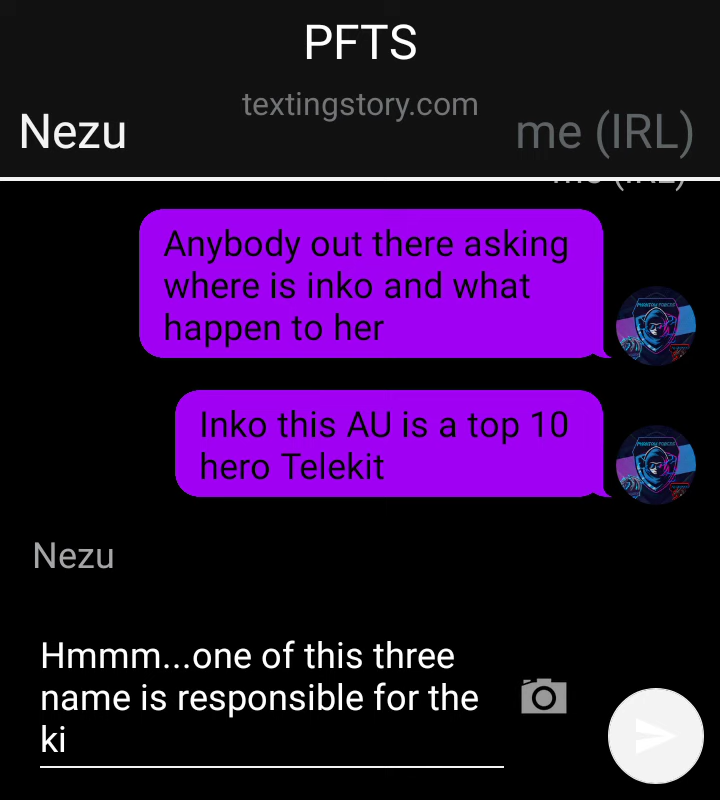 PFTS
textingstory.com
Nezu
me (IRL)
me (IRL)
Anybody out there asking
where is inko and what
happen to her
Inko this AU is a top 10
hero Telekit
Nezu
Hmmm...one of this three
name is responsible for the
ki